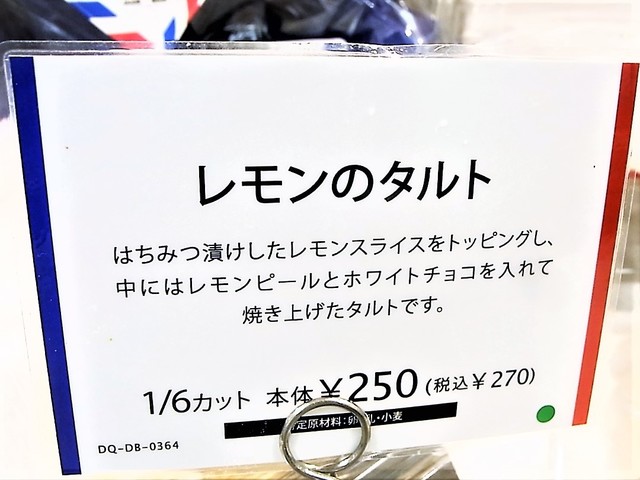 レモンのタルト
はちみつ漬けしたレモンスライスをトッピングし、
中にはレモンピールとホワイトチョコを入れて
焼き上げたタルトです。
1/6カット 本体¥250(税込¥270)
定原材料:卵・乳・小麦
DQ-DB-0364